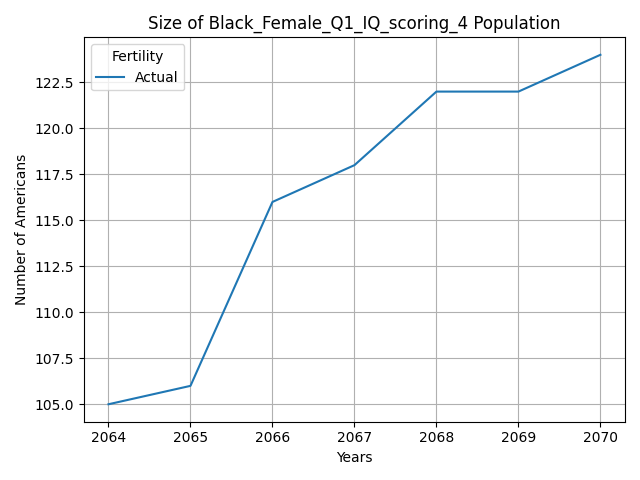 Size of Black_Female_Q1_IQ_scoring_4 Population
Fertility
Actual
122.5
120.0
117.5
115.0
112.5
110.0
107.5
105.0
Number of Americans
2064 2065 2066 2067 2068 2069 2070
Years